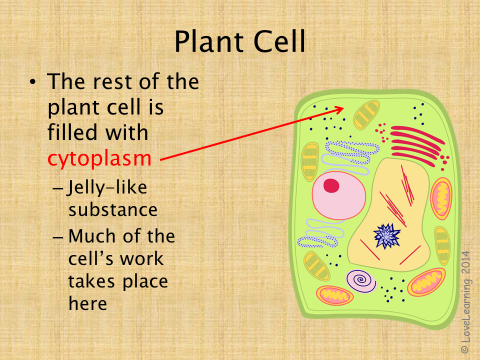 Plant Cell
• The rest of the
plant cell is
filled with
cytoplasm
– Jelly-like
substance
– Much of the
cell's work
takes place
here
© LoveLearning 2014